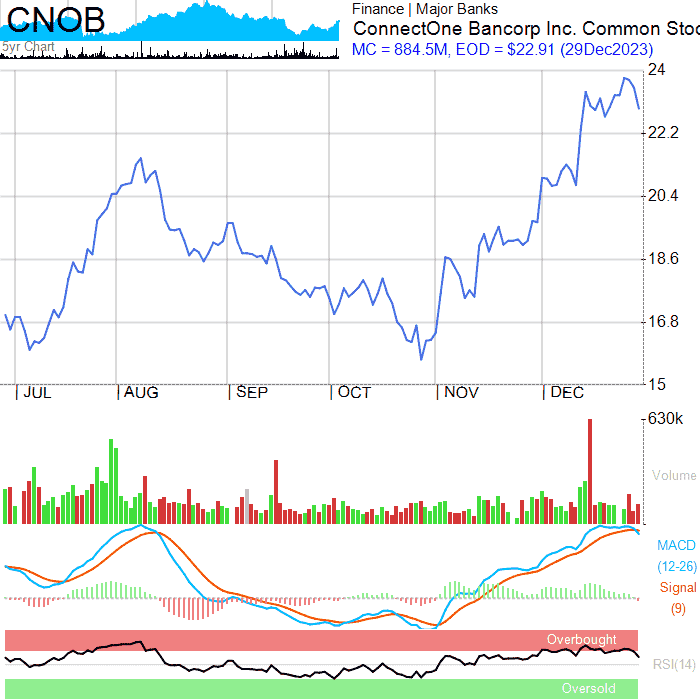 CNOB
5yr Chart
Finance | Major Banks
ConnectOne Bancorp Inc. Common Stoc
MC = 884.5M, EOD = $22.91 (29Dec2023)
24
22.2
20.4
18.6
16.8
15
| JUL | AUG | SEP | OCT | NOV | DEC
630k
Volume
MACD
(12-26)
Signal
(9)
Overbought
RSI(14)
Oversold